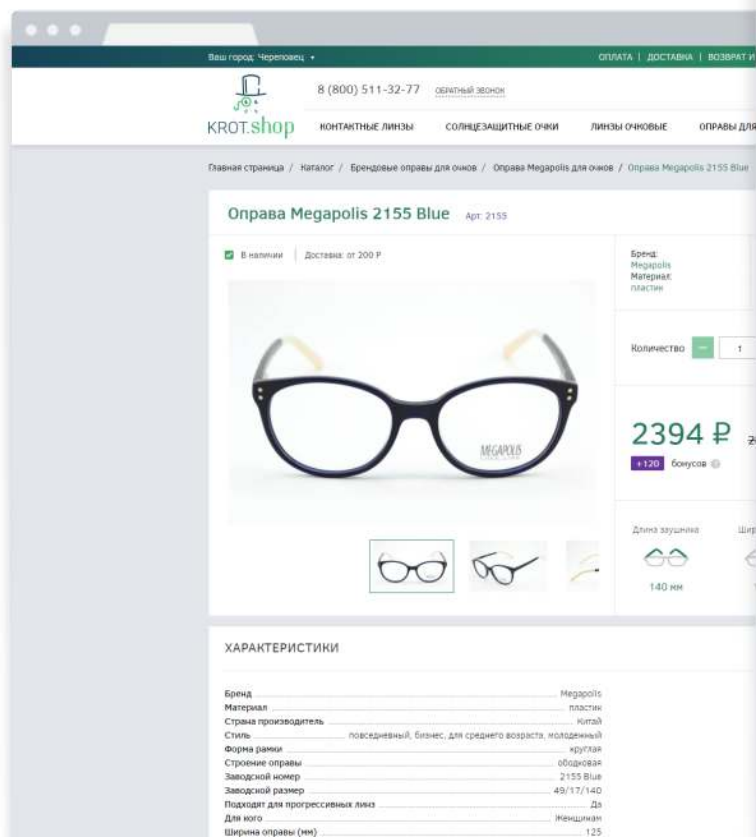 Ваш город: Череповец
ОПЛАТА | ДОСТАВКА | ВОЗВРАТ И
8 (800) 511-32-77 ОБРАТНЫЙ ЗВОНОК
KROT.shop
КОНТАКТНЫЕ ЛИНЗЫ СОЛНЦЕЗАЩИТНЫЕ ОЧКИ ЛИНЗЫ ОЧКОВЫЕ ОПРАВЫ ДЛЯ
Главная страница / Каталог / Брендовые оправы для очков / Оправа Megapolis для очков / Оправа Megapolis 2155 Blue
Оправа Megapolis 2155 Blue Арт: 2155
В наличии Доставка: от 200 Р
Бренд:
Megapolis
Материал:
пластик
Количество 1
MEGAPOLIS
2394 ₽
+120 бонусов
Длина заушника
140 мм
ХАРАКТЕРИСТИКИ
Бренд Megapolis
Материал пластик
Страна производитель Китай
Стиль повседневный, бизнес, для среднего возраста, молодежный
Форма рамки круглая
Строение оправы ободковая
Заводской номер 2155 Blue
Заводской размер 49/17/140
Подходят для прогрессивных линз Да
Для кого Женщинам
Ширина оправы (мм) 125